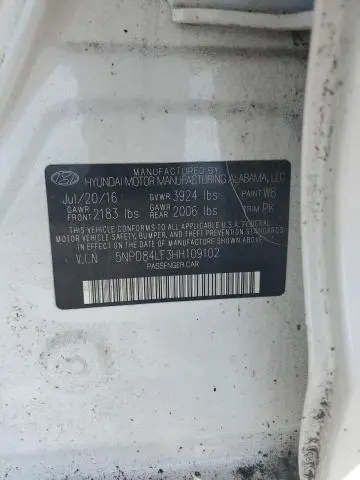 MANUFACTURED BY
HYUNDAI MOTOR MANUFACTURING ALABAMA, LLC
Jul/20/16 GVWR 3924 lbs PAINT W8
GAWR FRONT 2183 lbs GAWR REAR 2006 lbs TRIM PK
THIS VEHICLE CONFORMS TO ALL APPLICABLE U.S.A. FEDERAL
MOTOR VEHICLE SAFETY, BUMPER, AND THEFT PREVENTION STANDARDS
IN EFFECT ON THE DATE OF MANUFACTURE SHOWN ABOVE.
V.I.N 5NPD84LF3HH109102
PASSENGER CAR